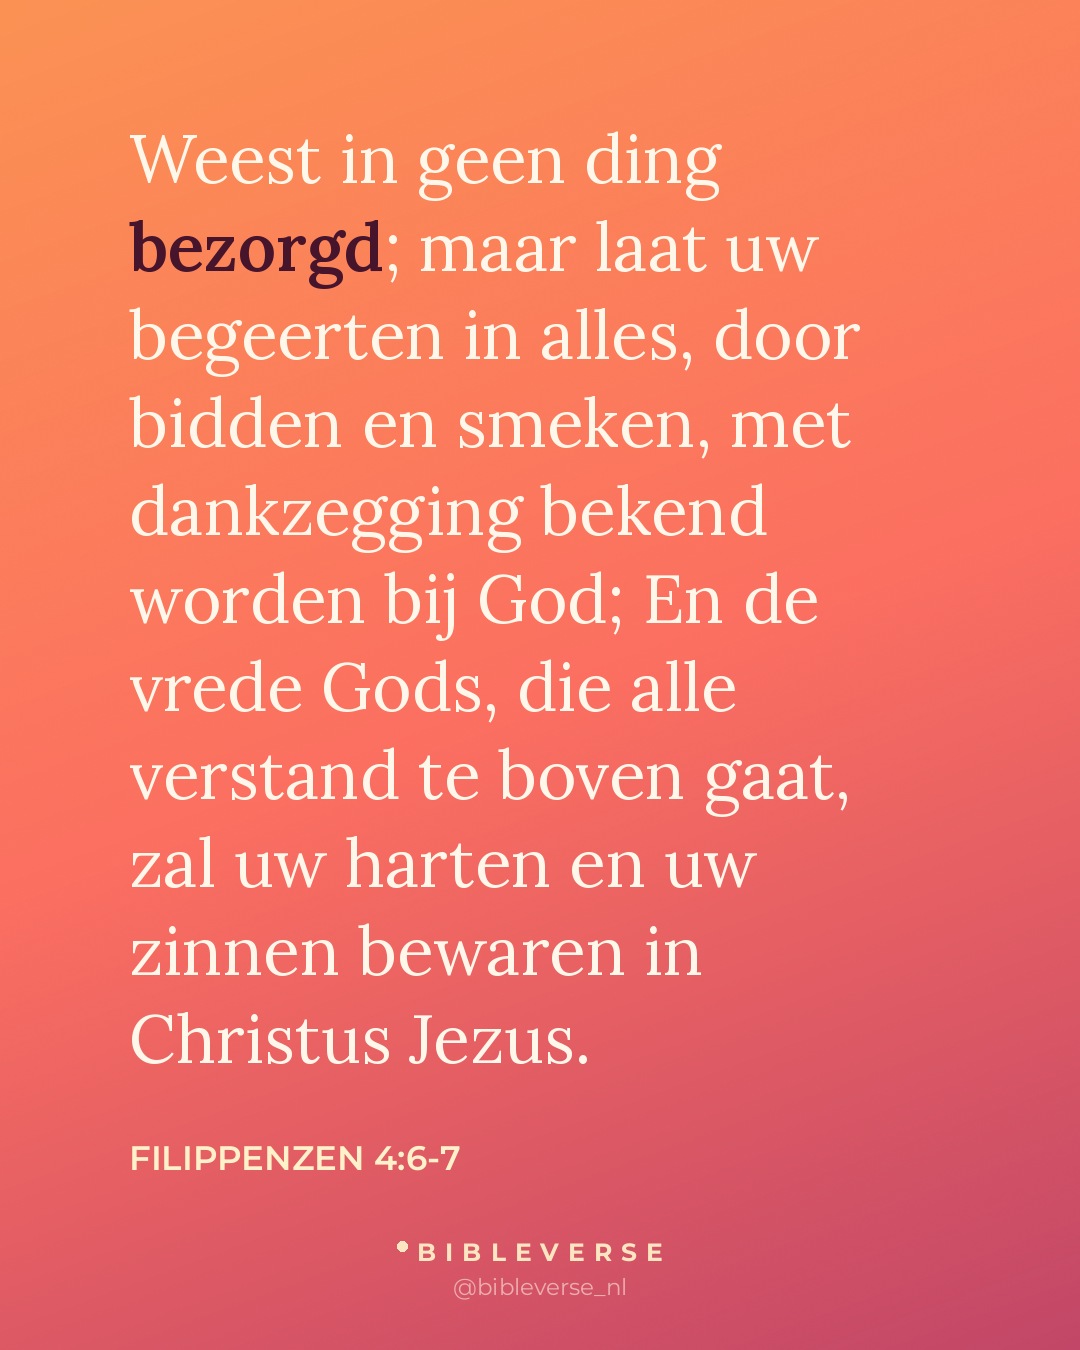 Weest in geen ding
bezorgd; maar laat uw
begeerten in alles, door
bidden en smeken, met
dankzegging bekend
worden bij God; En de
vrede Gods, die alle
verstand te boven gaat,
zal uw harten en uw
zinnen bewaren in
Christus Jezus.
FILIPPENZEN 4:6-7
BIBLEVERSE
@bibleverse_nl